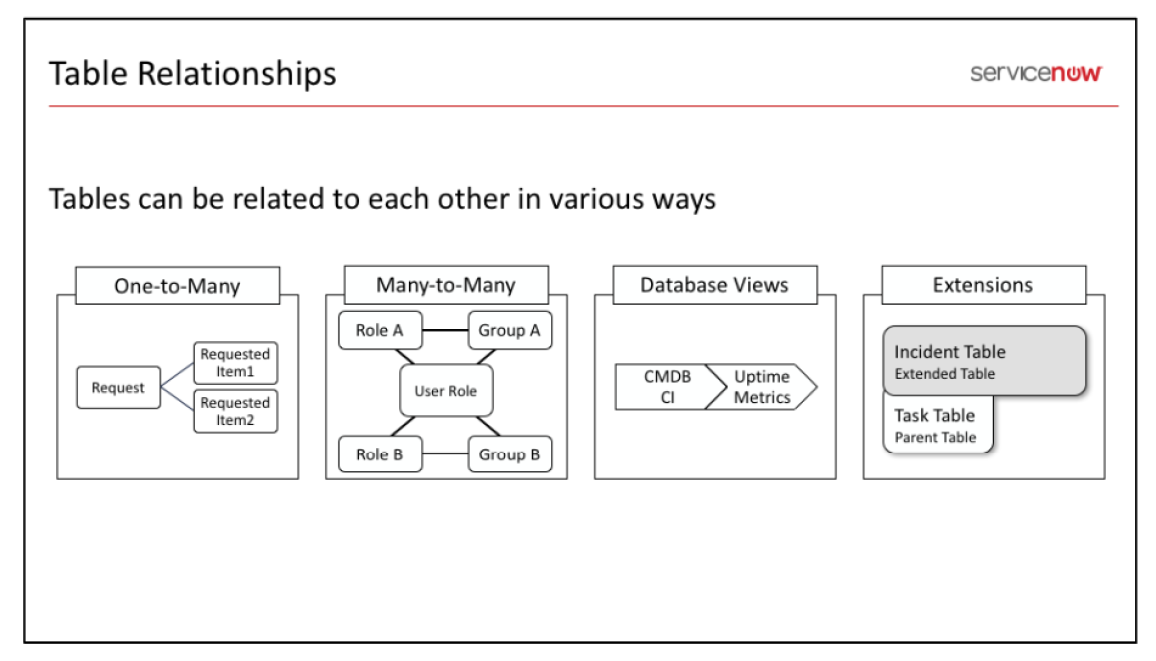 Table Relationships
servicenow
Tables can be related to each other in various ways
One-to-Many
Request
Requested
Item1
Requested
Item2
Many-to-Many
Role A
Group A
User Role
Role B
Group B
Database Views
CMDB
CI
Uptime
Metrics
Extensions
Incident Table
Extended Table
Task Table
Parent Table